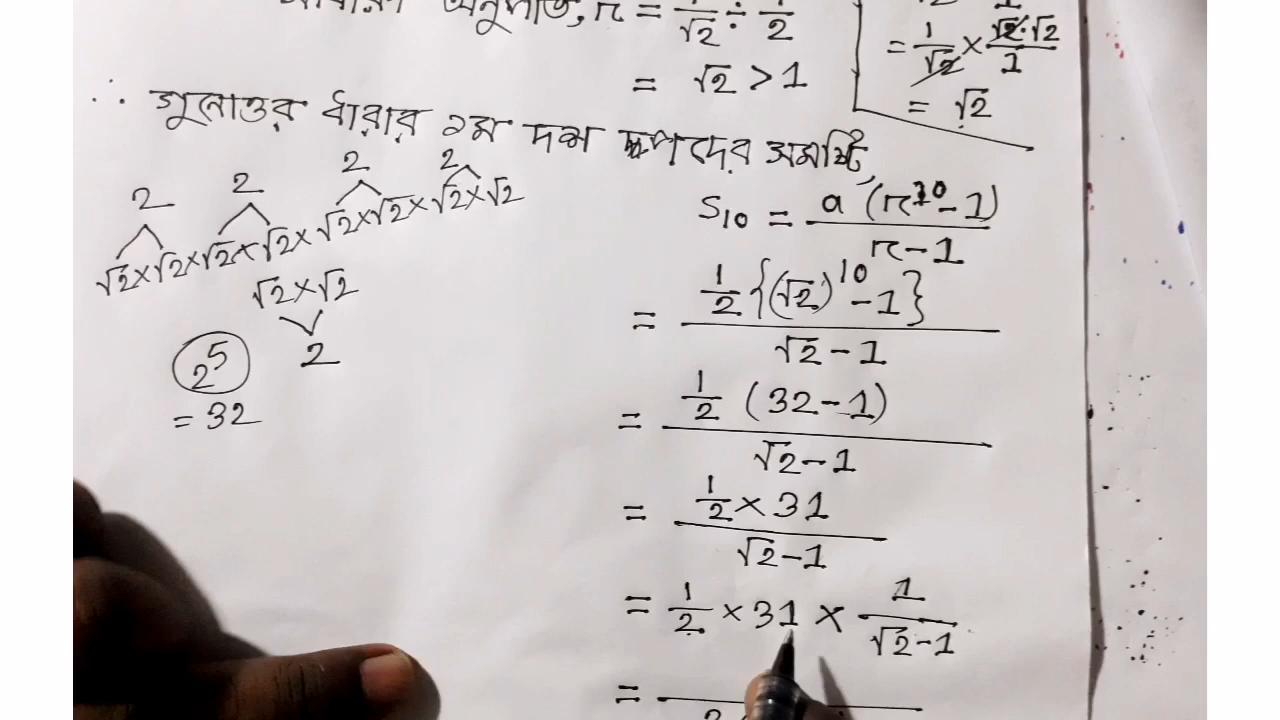 অনুপাত, r = 1/√2 ÷ 1/2
= √2 > 1
= 1/√2 × √2·√2/1
= √2
∴ গুনোত্তর ধারার ১ম দশ পদের সমষ্টি,
S10 = a(r^10 - 1) / r - 1
= 1/2 {(√2)^10 - 1} / √2 - 1
= 1/2 (32 - 1) / √2 - 1
= 1/2 × 31 / √2 - 1
= 1/2 × 31 × 1 / √2 - 1
=
2 2 2 2
√2 × √2 × √2 × √2 × √2 × √2 × √2 × √2
√2 × √2
2
2^5
= 32